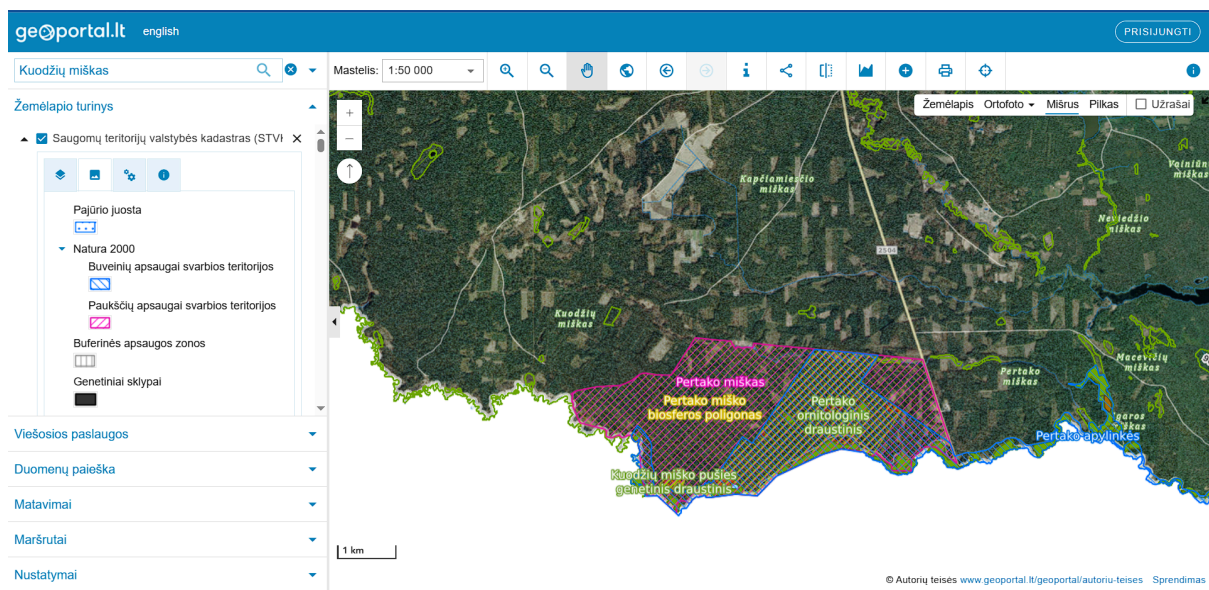 geoportal.lt english
PRISIJUNGTI
Kuodžių miškas
Mastelis: 1:50 000
Žemėlapio turinys
Žemėlapis Ortofoto Mišrus Pilkas Užrašai
Saugomų teritorijų valstybės kadastras (STVK
Pajūrio juosta
Natura 2000
Buveinių apsaugai svarbios teritorijos
Paukščių apsaugai svarbios teritorijos
Buferinės apsaugos zonos
Genetiniai sklypai
Viešosios paslaugos
Duomenų paieška
Matavimai
Maršrutai
Nustatymai
Kapčiamiesčio
miškas
Vainiūn
miškas
Neviedžio
miškas
2504
Kuodžių
miškas
Macevičių
miškas
Pertako
miškas
Pertako miškas
Pertako miško
biosferos poligonas
Pertako
ornitologinis
draustinis
garos
škas
Pertako apylinkės
Kuodžių miško pušies
genetinis draustinis
1 km
© Autorių teisės www.geoportal.lt/geoportal/autoriu-teises Sprendimas